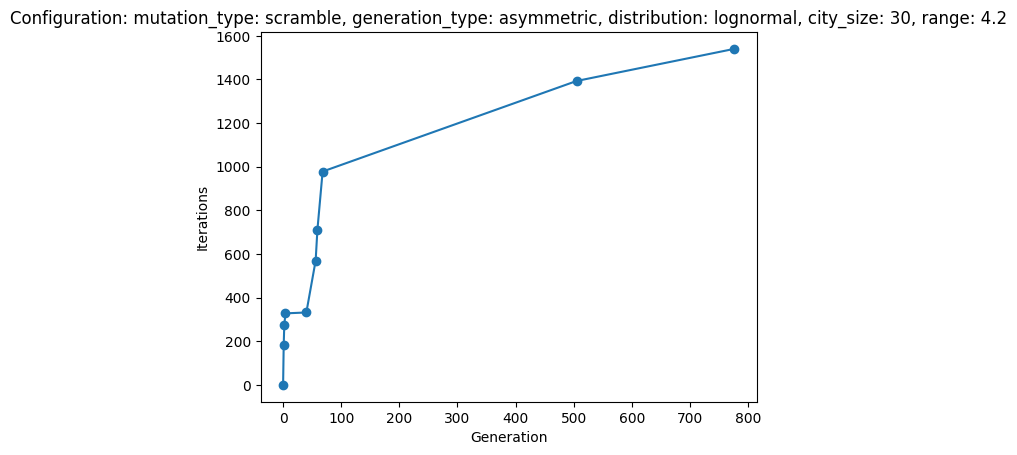 Configuration: mutation_type: scramble, generation_type: asymmetric, distribution: lognormal, city_size: 30, range: 4.2
1600
1400
1200
1000
800
600
400
200
0
Iterations
0 100 200 300 400 500 600 700 800
Generation